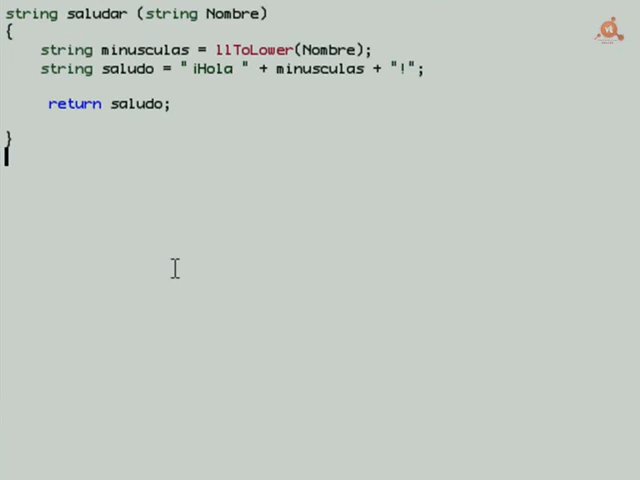 string saludar (string Nombre)
{
string minusculas = llToLower(Nombre);
string saludo = " ¡Hola " + minusculas + "!";
return saludo;
}